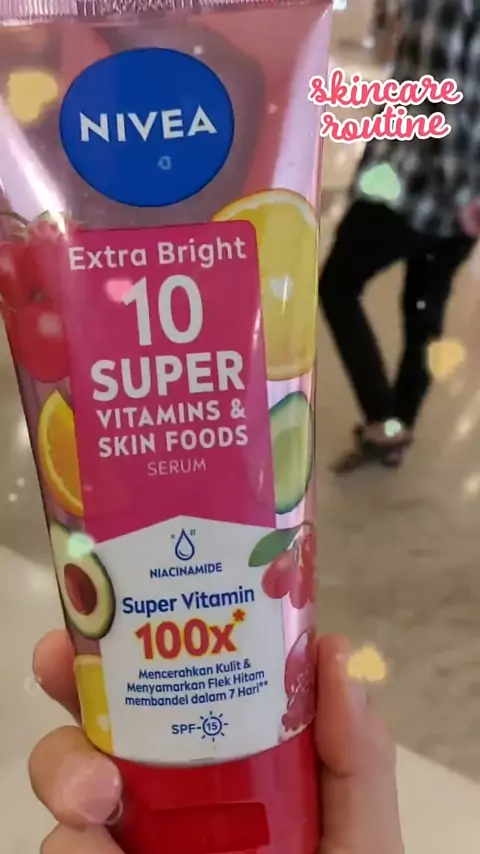 skincare
routine
NIVEA
Extra Bright
10
SUPER
VITAMINS &
SKIN FOODS
SERUM
NIACINAMIDE
Super Vitamin
100x*
Mencerahkan Kulit &
Menyamarkan Flek Hitam
membandel dalam 7 Hari**
SPF 15